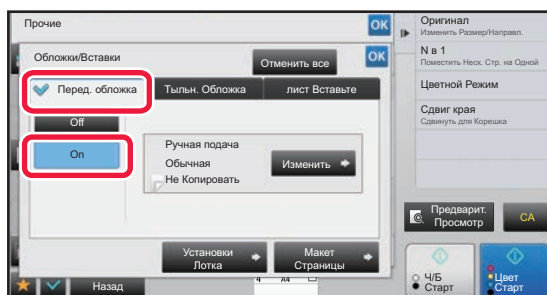 Прочие
OK
Обложки/Вставки
Отменить все
OK
Перед. обложка
Тыльн. Обложка
лист Вставьте
Off
On
Ручная подача
Обычная
Не Копировать
Изменить
Установки
Лотка
Макет
Страницы
Назад
4 A4
Оригинал
Изменить Размер/Направл.
N в 1
Поместить Неск. Стр. на Одной
Цветной Режим
Сдвиг края
Сдвинуть для Корешка
Предварит.
Просмотр
CA
Ч/Б
Старт
Цвет
Старт